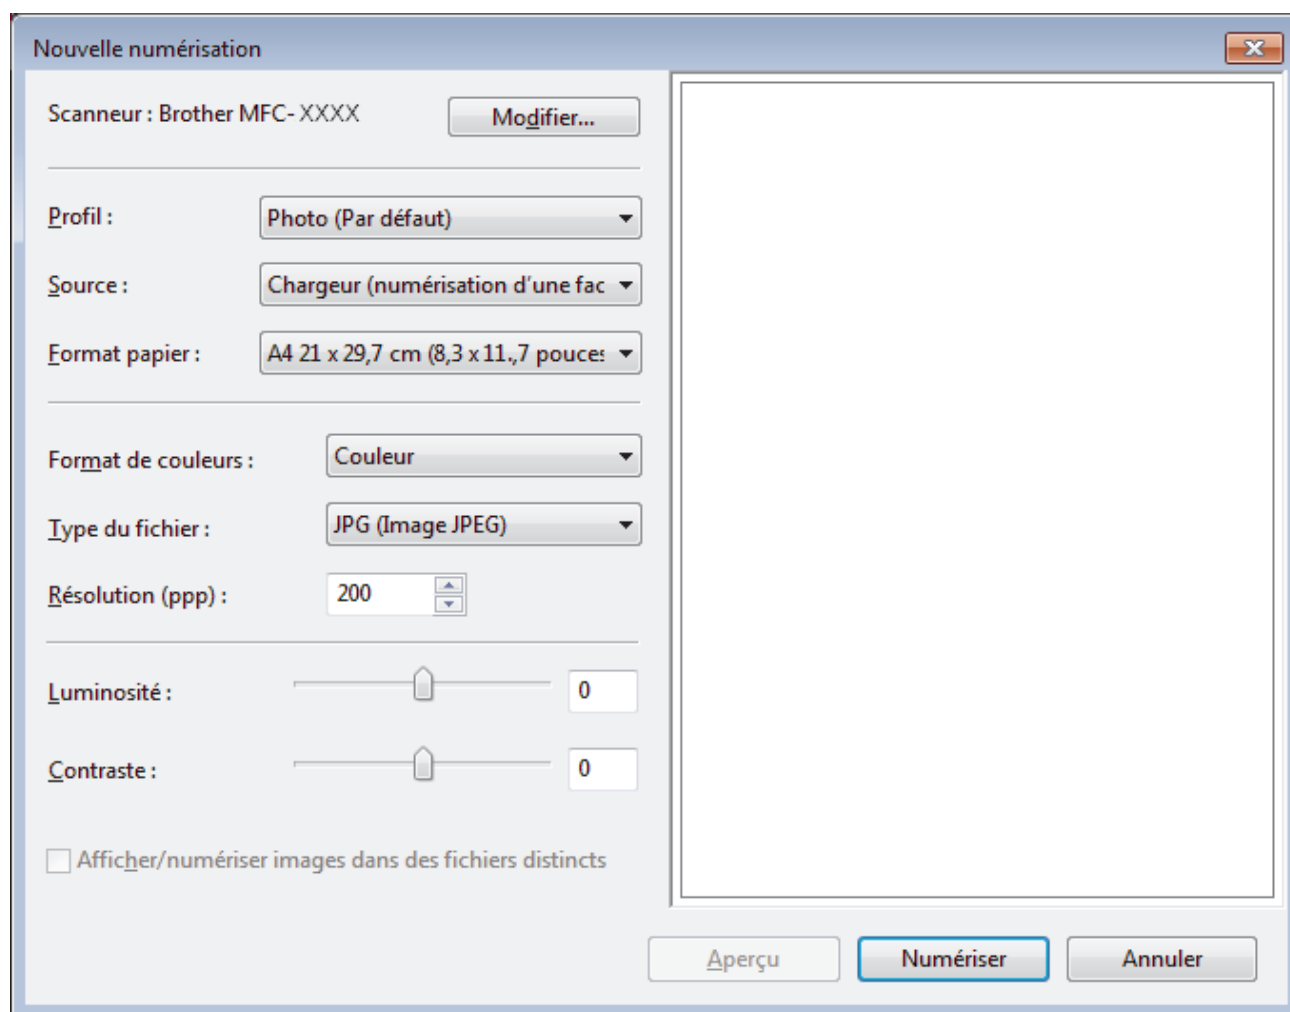 Nouvelle numérisation
Scanneur : Brother MFC- XXXX
Modifier...
Profil :
Photo (Par défaut)
Source :
Chargeur (numérisation d'une fac
Format papier :
A4 21 x 29,7 cm (8,3 x 11.,7 pouces
Format de couleurs :
Couleur
Type du fichier :
JPG (Image JPEG)
Résolution (ppp) :
200
Luminosité :
0
Contraste :
0
Afficher/numériser images dans des fichiers distincts
Aperçu
Numériser
Annuler